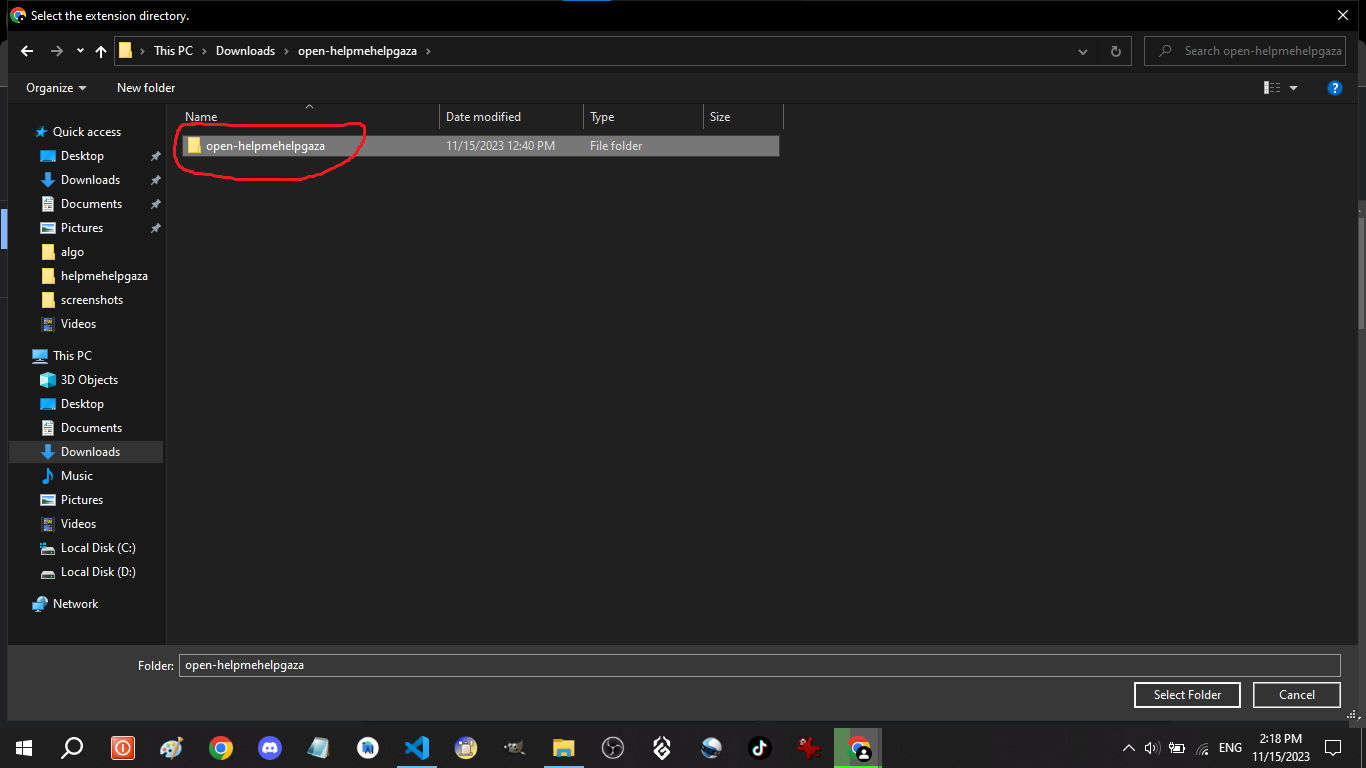 Select the extension directory.
This PC > Downloads > open-helpmehelpgaza >
Search open-helpmehelpgaza
Organize
New folder
Name
Date modified
Type
Size
open-helpmehelpgaza
11/15/2023 12:40 PM
File folder
Quick access
Desktop
Downloads
Documents
Pictures
algo
helpmehelpgaza
screenshots
Videos
This PC
3D Objects
Desktop
Documents
Downloads
Music
Pictures
Videos
Local Disk (C:)
Local Disk (D:)
Network
Folder:
open-helpmehelpgaza
Select Folder
Cancel
ENG
2:18 PM
11/15/2023